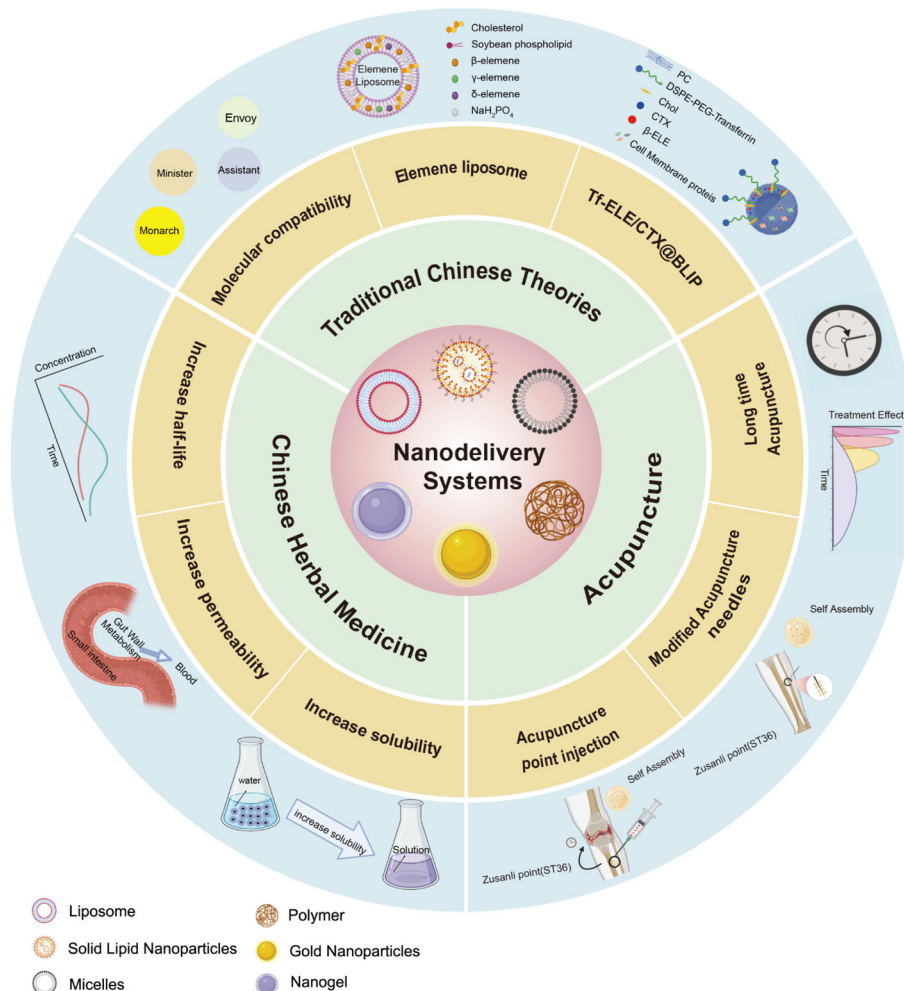 Cholesterol
Soybean phospholipid
β-elemene
γ-elemene
δ-elemene
NaH₂PO₄
Elemene
Liposome
PC
DSPE-PEG-Transferrin
Chol
CTX
β-ELE
Cell Membrane proteis
Envoy
Minister
Assistant
Monarch
Molecular compatibility
Elemene liposome
Tf-ELE/CTX@BLIP
Traditional Chinese Theories
Concentration
Time
Increase half-life
Increase permeability
Increase solubility
Chinese Herbal Medicine
Nanodelivery
Systems
Acupuncture
Long time
Acupuncture
Modified Acupuncture
needles
Acupuncture
point injection
Treatment Effect
Time
Self Assembly
Zusanli point(ST36)
Self Assembly
Zusanli point(ST36)
Small intestine
Gut Wall
Metabolism
Blood
water
increase solubility
Solution
Liposome
Solid Lipid Nanoparticles
Micelles
Polymer
Gold Nanoparticles
Nanogel